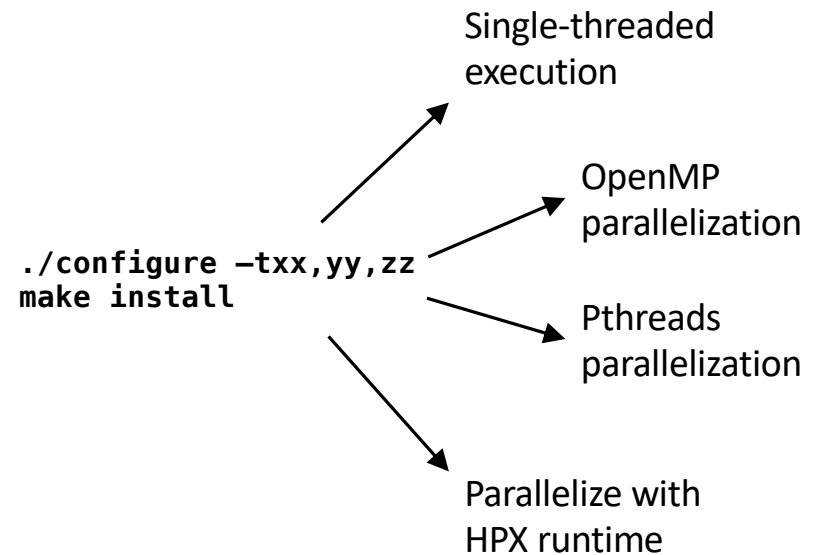 Single-threaded
execution
OpenMP
parallelization
./configure –txx,yy,zz
make install
Pthreads
parallelization
Parallelize with
HPX runtime